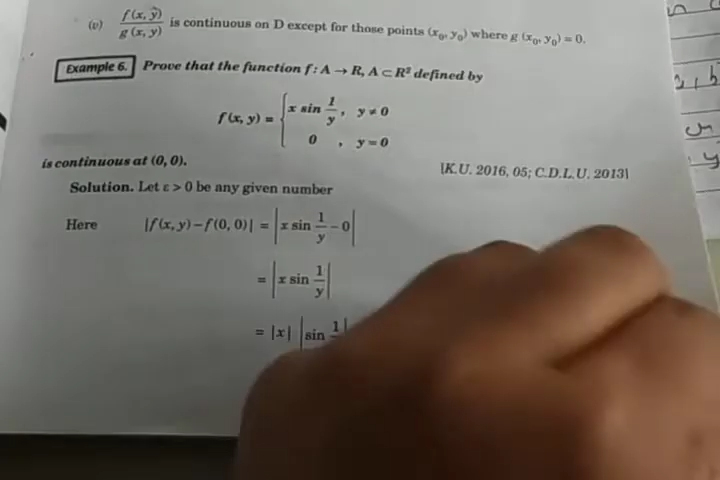 (v) f(x, y) / g (x, y) is continuous on D except for those points (x₀, y₀) where g (x₀, y₀) = 0.
Example 6. Prove that the function f : A → R, A ⊂ R² defined by
f(x, y) = { x sin 1/y , y ≠ 0
0 , y = 0
is continuous at (0, 0). [K.U. 2016, 05; C.D.L.U. 2013]
Solution. Let ε > 0 be any given number
Here |f(x, y) – f(0, 0)| = |x sin 1/y – 0|
= |x sin 1/y|
= |x| |sin 1